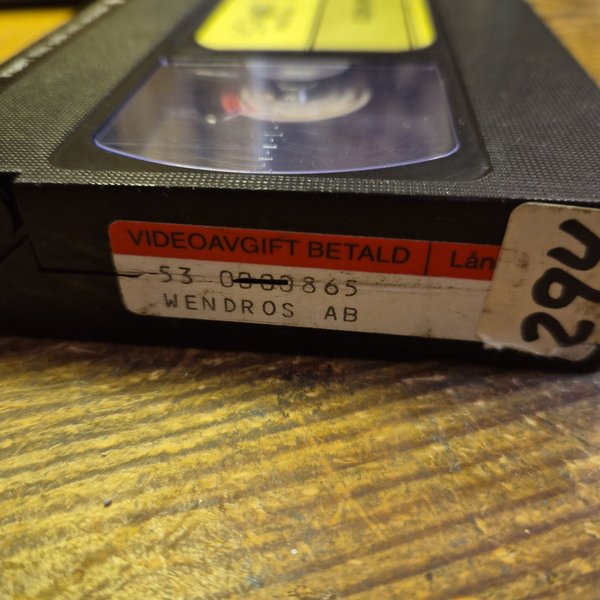 VIDEOAVGIFT BETALD | Lån
53 0000865
WENDROS AB
29U